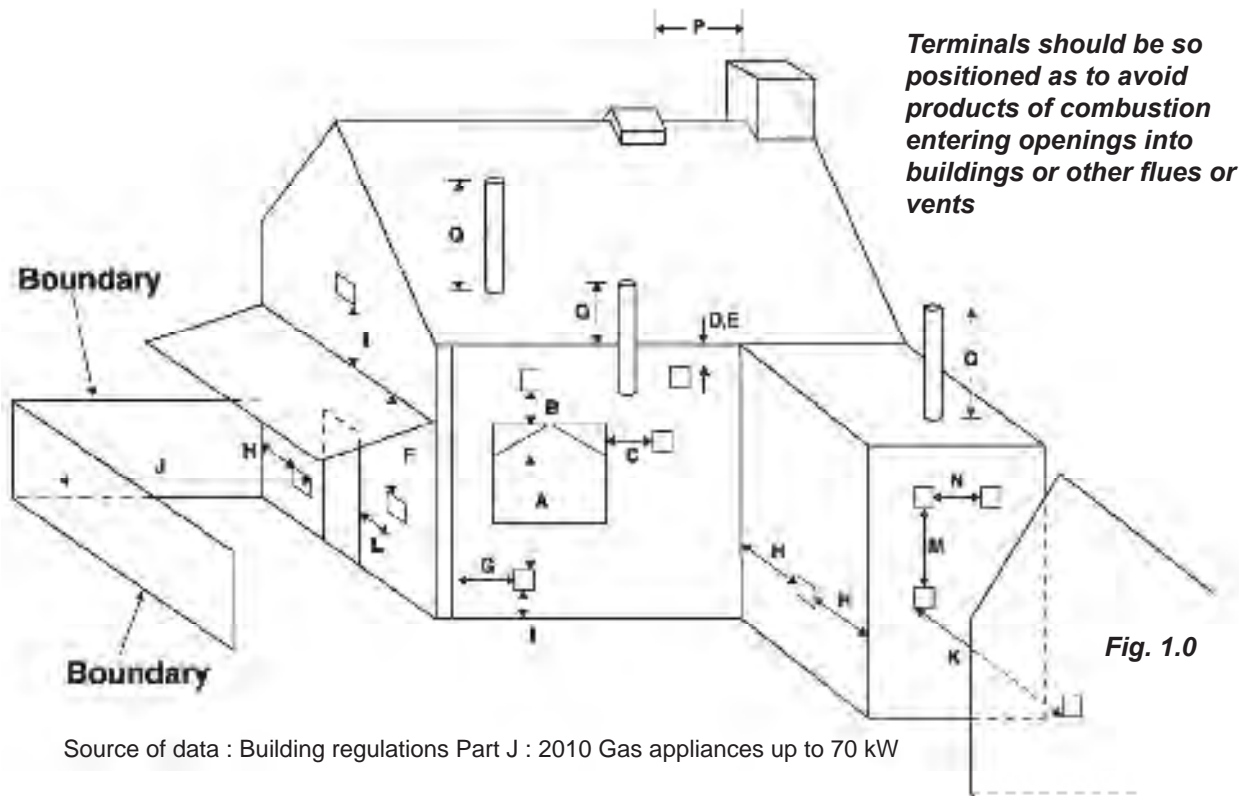 P
Terminals should be so
positioned as to avoid
products of combustion
entering openings into
buildings or other flues or
vents
Q
Boundary
Q
D,E
Q
I
B
H
F
C
J
A
N
L
M
G
H
H
I
K
Fig. 1.0
Boundary
Source of data : Building regulations Part J : 2010 Gas appliances up to 70 kW